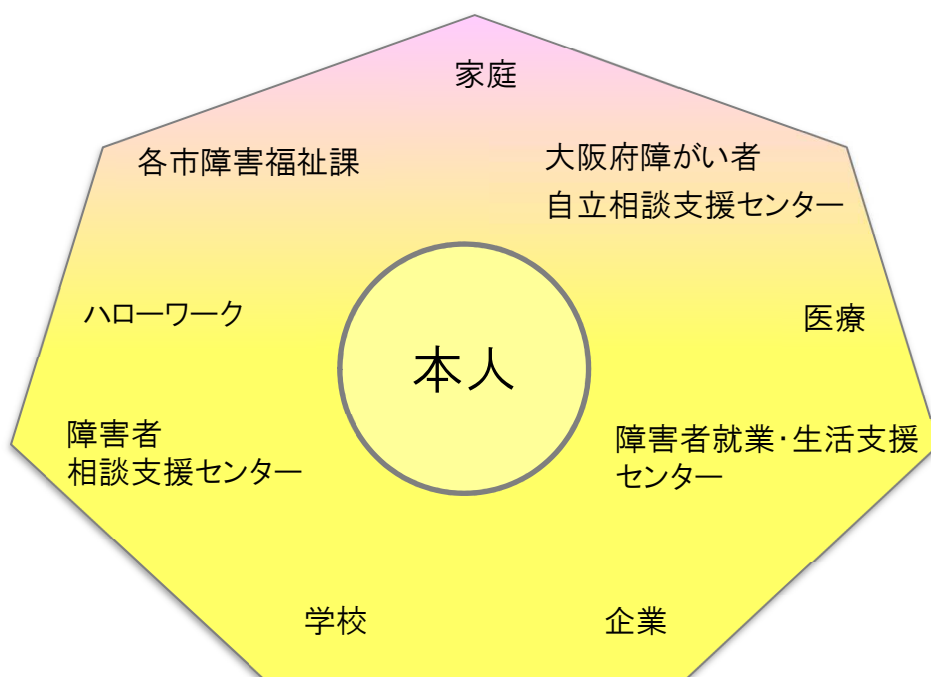 家庭
各市障害福祉課
大阪府障がい者
自立相談支援センター
ハローワーク
医療
本人
障害者
相談支援センター
障害者就業・生活支援
センター
学校
企業